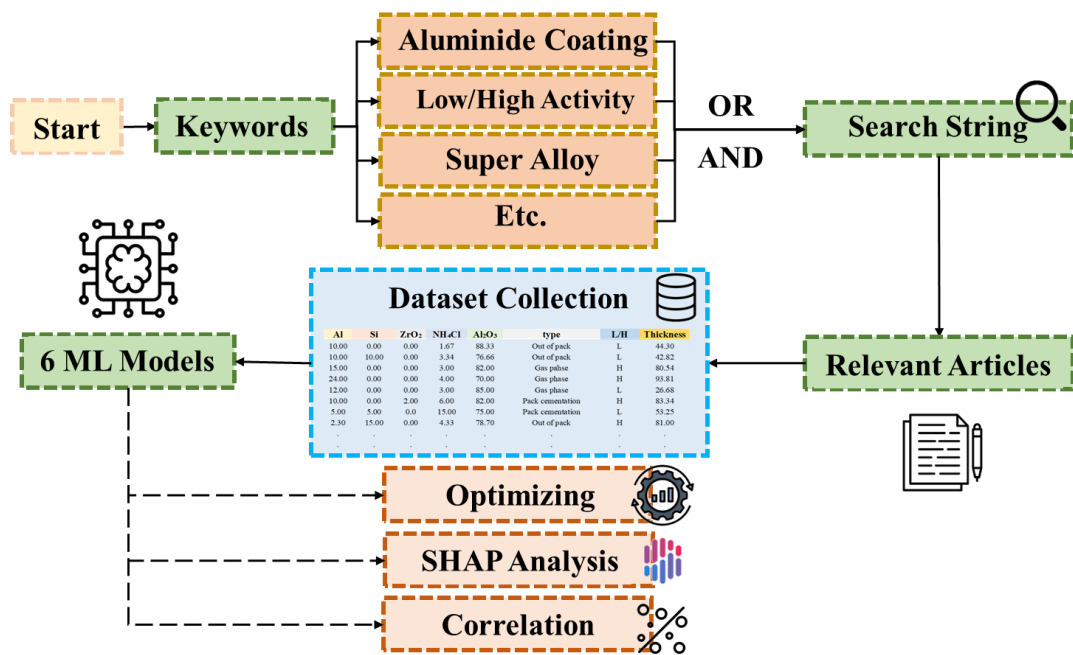 Start
Keywords
Aluminide Coating
Low/High Activity
Super Alloy
Etc.
OR
AND
Search String
Relevant Articles
Dataset Collection
Al Si ZrO₂ NH₄Cl Al₂O₃ type L/H Thickness
10.00 0.00 0.00 1.67 88.33 Out of pack L 44.30
10.00 10.00 0.00 3.34 76.66 Out of pack L 42.82
15.00 0.00 0.00 3.00 82.00 Gas pahse H 80.54
24.00 0.00 0.00 4.00 70.00 Gas phase H 93.81
12.00 0.00 0.00 3.00 85.00 Gas phase L 26.68
10.00 0.00 2.00 6.00 82.00 Pack cementation H 83.34
5.00 5.00 0.0 15.00 75.00 Pack cementation L 53.25
2.30 15.00 0.00 4.33 78.70 Out of pack H 81.00
. . . . . . . .
. . . . . . . .
6 ML Models
Optimizing
SHAP Analysis
Correlation